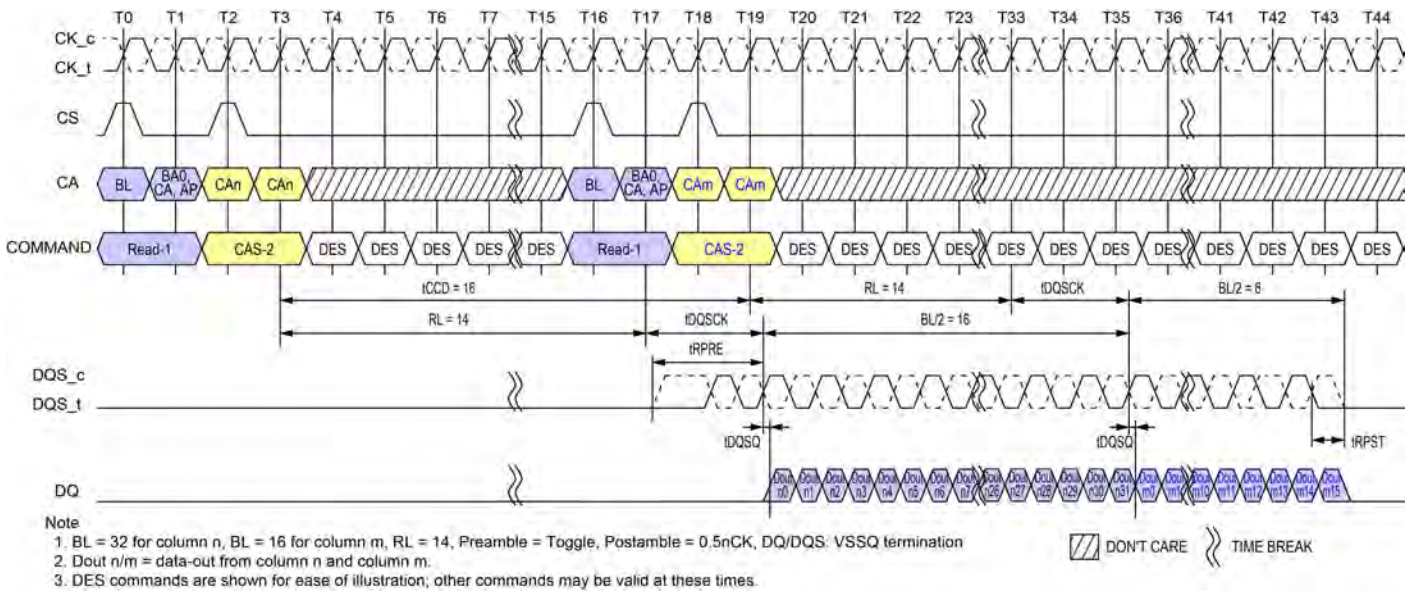 T0 T1 T2 T3 T4 T5 T6 T7 T15 T16 T17 T18 T19 T20 T21 T22 T23 T33 T34 T35 T36 T41 T42 T43 T44
CK_c
CK_t
CS
CA BL BA0, CA, AP CAn CAn BL BA0, CA, AP CAm CAm
COMMAND Read-1 CAS-2 DES DES DES DES DES Read-1 CAS-2 DES DES DES DES DES DES DES DES DES DES DES DES
tCCD = 16 RL = 14 tDQSCK BL/2 = 8
RL = 14 tDQSCK BL/2 = 16
tRPRE
DQS_c
DQS_t
tDQSQ tDQSQ tRPST
DQ Dout n0 Dout n1 Dout n2 Dout n3 Dout n4 Dout n5 Dout n6 Dout n7 Dout n26 Dout n27 Dout n28 Dout n29 Dout n30 Dout n31 Dout m0 Dout m1 Dout m10 Dout m11 Dout m12 Dout m13 Dout m14 Dout m15
Note
1. BL = 32 for column n, BL = 16 for column m, RL = 14, Preamble = Toggle, Postamble = 0.5nCK, DQ/DQS: VSSQ termination
2. Dout n/m = data-out from column n and column m.
3. DES commands are shown for ease of illustration; other commands may be valid at these times.
DON'T CARE TIME BREAK